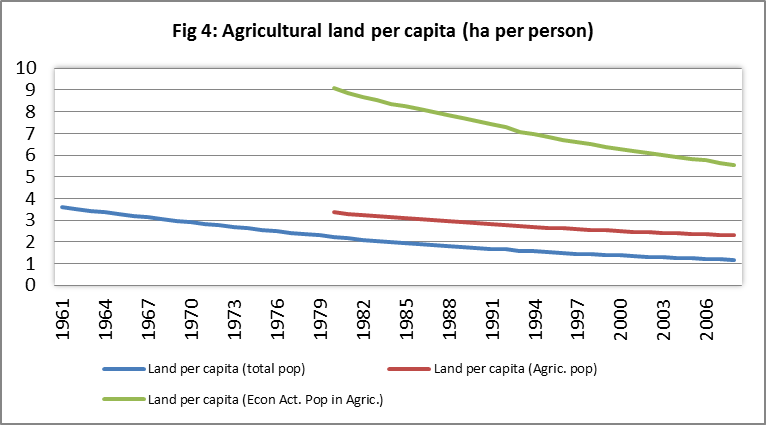 Fig 4: Agricultural land per capita (ha per person)
10
9
8
7
6
5
4
3
2
1
0
1961 1964 1967 1970 1973 1976 1979 1982 1985 1988 1991 1994 1997 2000 2003 2006
Land per capita (total pop) Land per capita (Agric. pop)
Land per capita (Econ Act. Pop in Agric.)